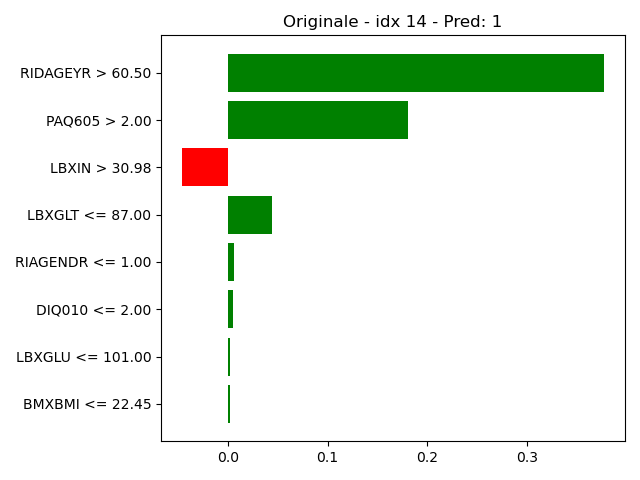 Originale - idx 14 - Pred: 1
RIDAGEYR > 60.50
PAQ605 > 2.00
LBXIN > 30.98
LBXGLT <= 87.00
RIAGENDR <= 1.00
DIQ010 <= 2.00
LBXGLU <= 101.00
BMXBMI <= 22.45
0.0 0.1 0.2 0.3